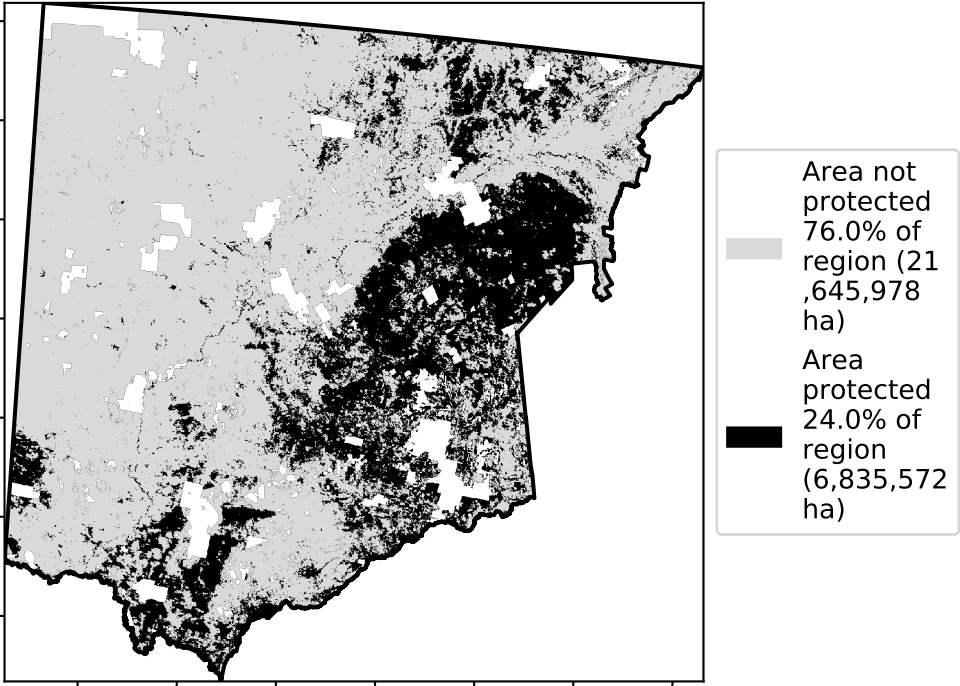 Area not
protected
76.0% of
region (21
,645,978
ha)
Area
protected
24.0% of
region
(6,835,572
ha)